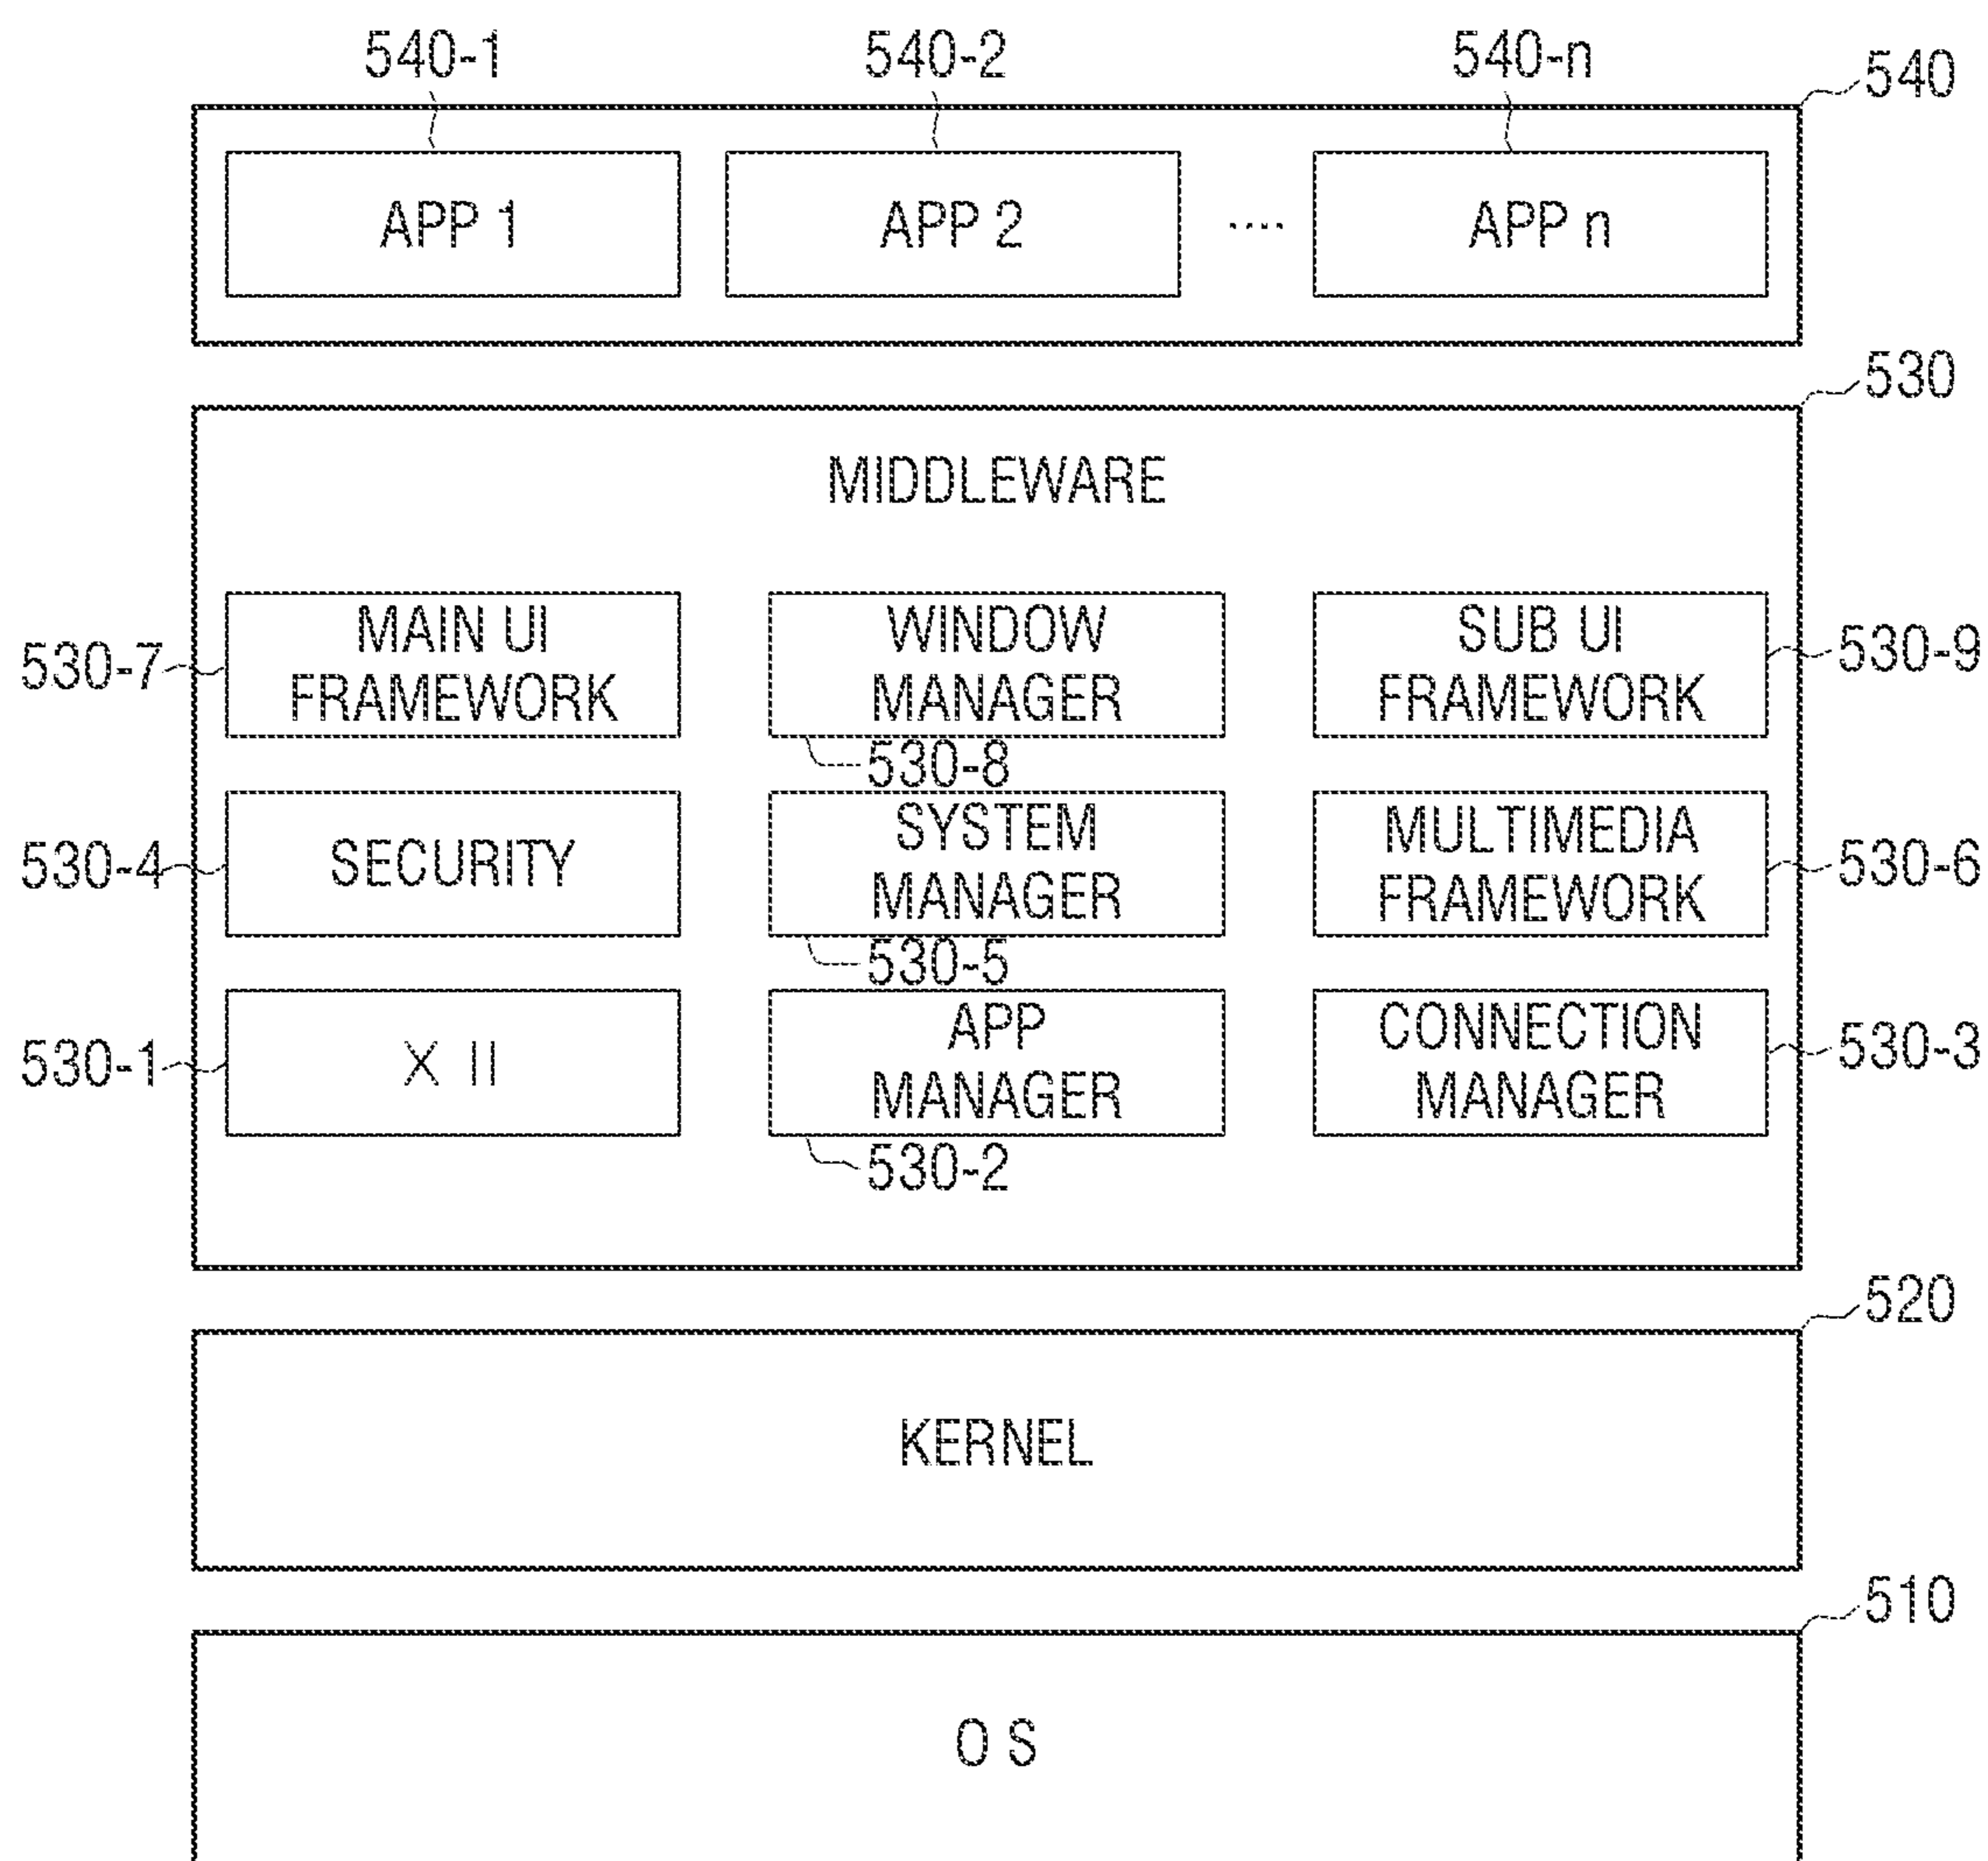 540-1 540-2 540-n 540
APP 1 APP 2 .... APP n
530
MIDDLEWARE
530-7 MAIN UI FRAMEWORK
WINDOW MANAGER
530-8
SUB UI FRAMEWORK 530-9
530-4 SECURITY
SYSTEM MANAGER
530-5
MULTIMEDIA FRAMEWORK 530-6
530-1 X II
APP MANAGER
530-2
CONNECTION MANAGER 530-3
520
KERNEL
510
O S